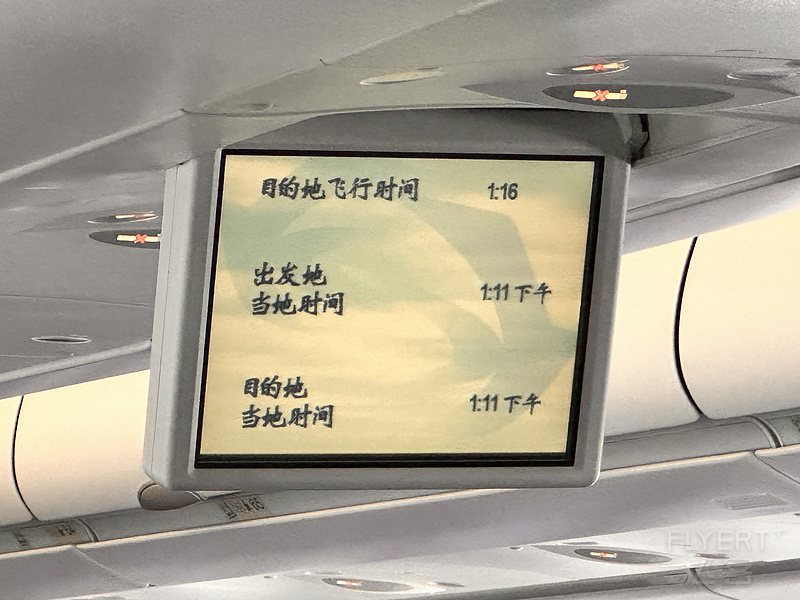 目的地飞行时间 1:16
出发地
当地时间 1:11 下午
目的地
当地时间 1:11 下午
FLYERT